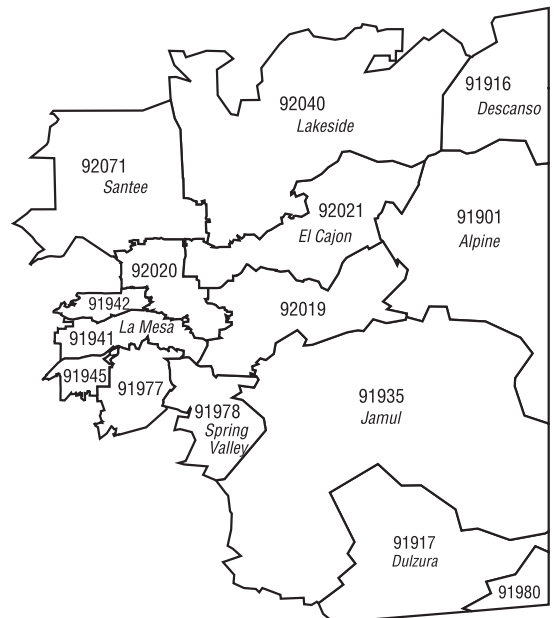 91916
Descanso
92040
Lakeside
92071
Santee
92021
El Cajon
91901
Alpine
92020
91942
92019
La Mesa
91941
91945
91977
91935
Jamul
91978
Spring
Valley
91917
Dulzura
91980